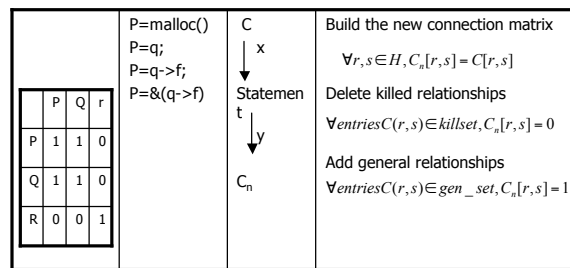 P Q r
P 1 1 0
Q 1 1 0
R 0 0 1
P=malloc()
P=q;
P=q->f;
P=&(q->f)
C
x
Statemen
t
y
Cn
Build the new connection matrix
∀r,s∈H,Cn[r,s]=C[r,s]
Delete killed relationships
∀entriesC(r,s)∈killset,Cn[r,s]=0
Add general relationships
∀entriesC(r,s)∈gen_set,Cn[r,s]=1